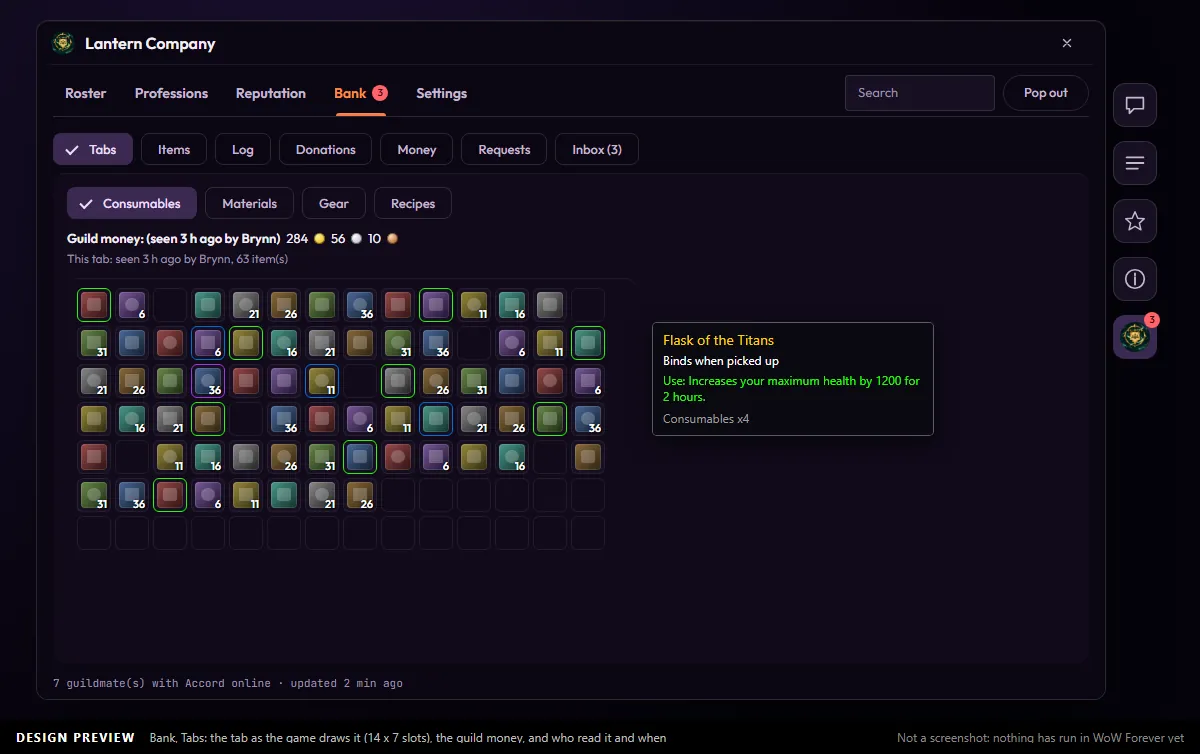 Lantern Company
Roster Professions Reputation Bank 3 Settings Search Pop out
Tabs Items Log Donations Money Requests Inbox (3)
Consumables Materials Gear Recipes
Guild money: (seen 3 h ago by Brynn) 284 56 10
This tab: seen 3 h ago by Brynn, 63 item(s)
6 21 26 36 11 16
31 6 16 21 31 36 6 11
21 26 36 11 26 31 6
16 21 36 6 11 21 26 36
11 16 26 31 6 16
31 36 6 11 21 26
Flask of the Titans
Binds when picked up
Use: Increases your maximum health by 1200 for
2 hours.
Consumables x4
3
7 guildmate(s) with Accord online · updated 2 min ago
DESIGN PREVIEW Bank, Tabs: the tab as the game draws it (14 x 7 slots), the guild money, and who read it and when Not a screenshot: nothing has run in WoW Forever yet